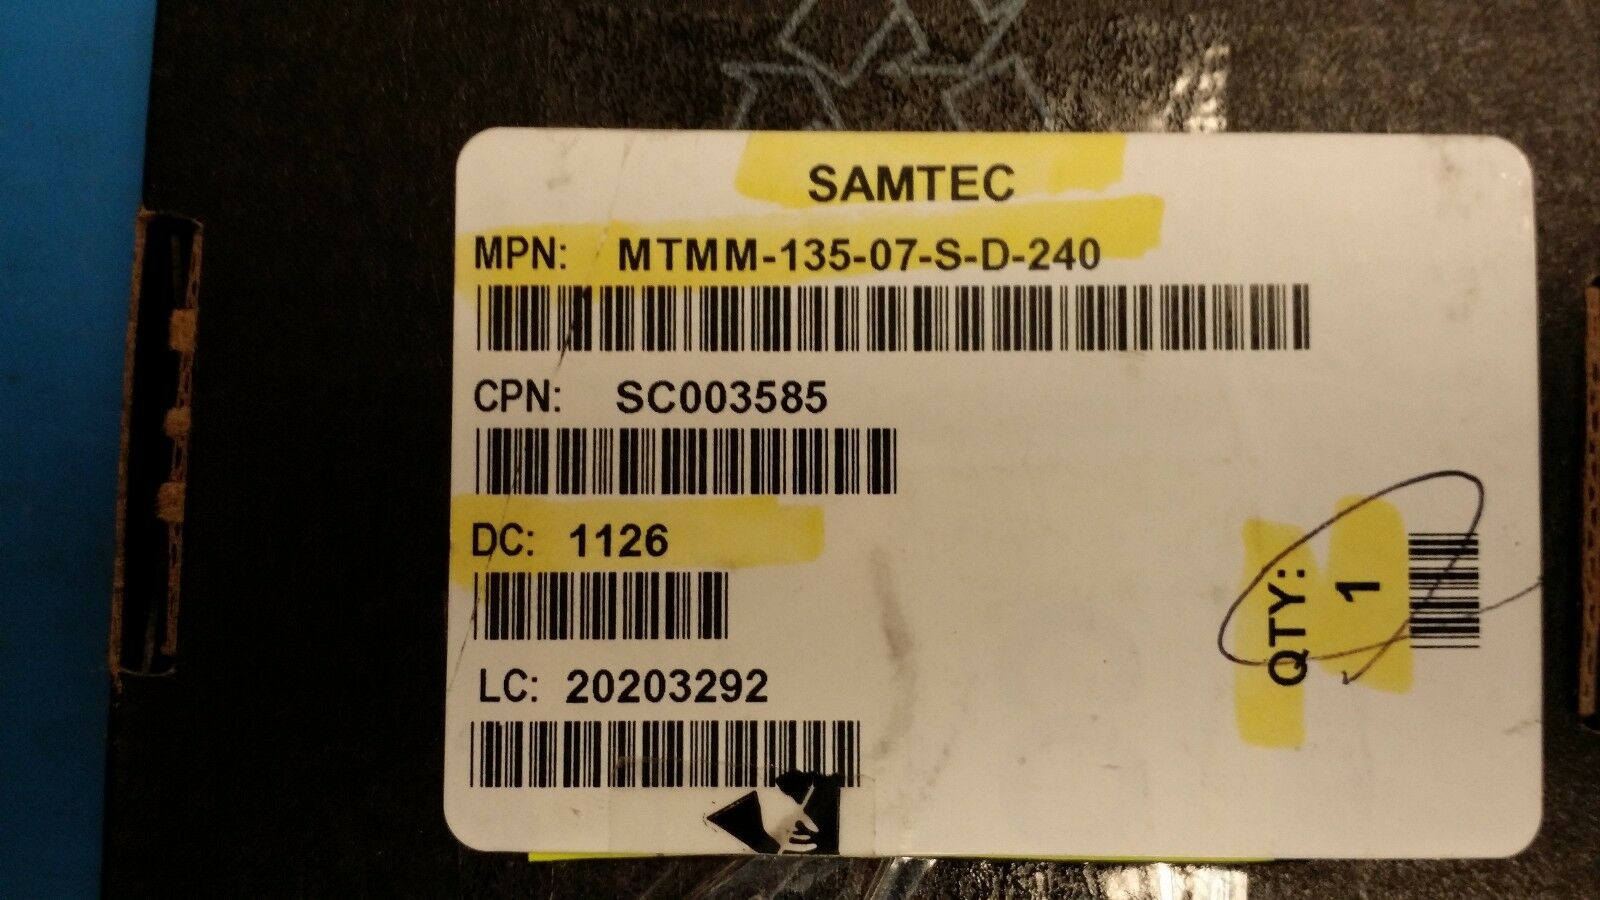 SAMTEC
MPN: MTMM-135-07-S-D-240
CPN: SC003585
DC: 1126
LC: 20203292
QTY: 1